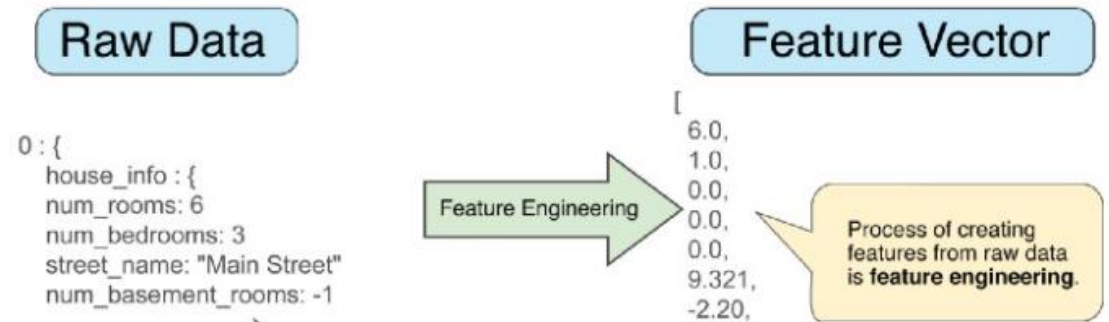 Raw Data
Feature Vector
0 : {
house_info : {
num_rooms: 6
num_bedrooms: 3
street_name: "Main Street"
num_basement_rooms: -1
Feature Engineering
[
6.0,
1.0,
0.0,
0.0,
0.0,
9.321,
-2.20,
Process of creating
features from raw data
is feature engineering.